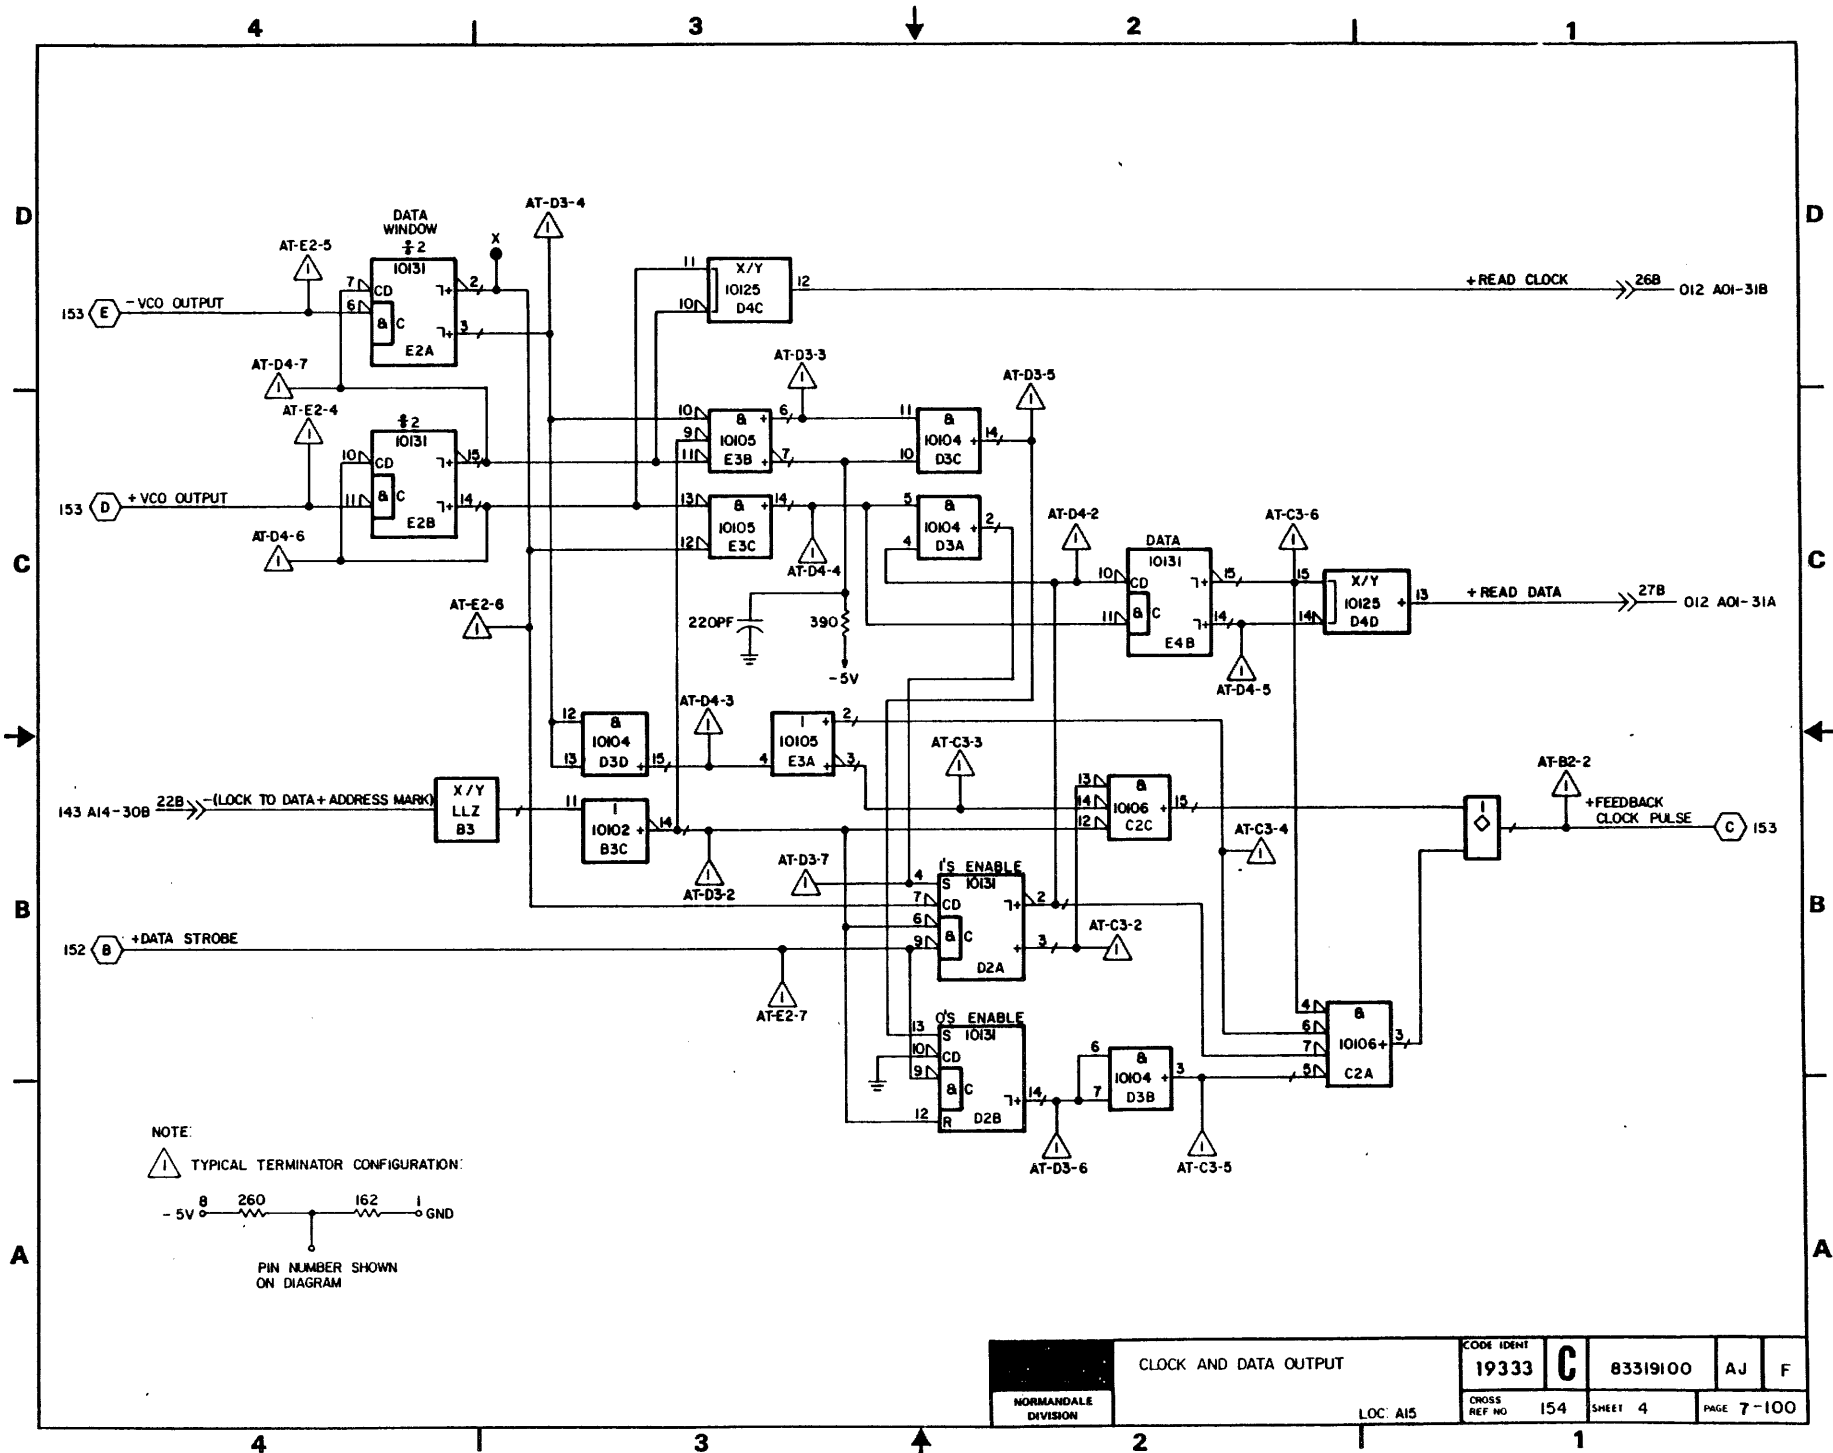 4 3 2 1
D D
AT-D3-4
DATA
WINDOW
÷2
X
AT-E2-5
10131
7 CD 2
6 & C 3
E2A
153 E -VCO OUTPUT
11 X/Y 12
10125
10 D4C
+READ CLOCK 26B 012 A01-31B
AT-D4-7
AT-D3-3
AT-D3-5
AT-E2-4
÷2
10131
10 CD 15
11 & C 14
E2B
153 D +VCO OUTPUT
AT-D4-6
10 & + 6
9 10105
11 E3B + 7
11 &
10104 + 14
10 D3C
13 & + 14
10105
12 E3C
AT-D4-4
5 &
10104 + 2
4 D3A
C C
AT-D4-2
AT-C3-6
DATA
10131
10 CD 15
11 & C 14
E4B
15 X/Y
10125 + 13
14 D4D
+READ DATA 27B 012 A01-31A
AT-D4-5
AT-E2-6
220PF
390
-5V
AT-D4-3
12 &
10104
13 D3D + 15
1 + 2
10105
4 E3A + 3
AT-C3-3
143 A14-30B 22B -(LOCK TO DATA+ADDRESS MARK)
X/Y
LLZ
B3
11 1
10102 + 14
B3C
AT-D3-2
13 &
14 10106 + 15
12 C2C
AT-C3-4
1
◇
AT-B2-2
+FEEDBACK
CLOCK PULSE
C 153
AT-D3-7
1'S ENABLE
4 S 10131
7 CD 2
6 & C
9 + 3
D2A
AT-C3-2
B B
152 B +DATA STROBE
AT-E2-7
0'S ENABLE
13 S 10131
10 CD
9 & C
14
12 R D2B
6 &
10104 + 3
7 D3B
4 &
6
10106+ 3
7
5 C2A
AT-D3-6
AT-C3-5
NOTE:
1 TYPICAL TERMINATOR CONFIGURATION:
-5V 8 260 162 1 GND
PIN NUMBER SHOWN
ON DIAGRAM
A A
NORMANDALE
DIVISION
CLOCK AND DATA OUTPUT
LOC: A15
CODE IDENT
19333 C 83319100 AJ F
CROSS
REF NO 154 SHEET 4 PAGE 7-100
4 3 2 1